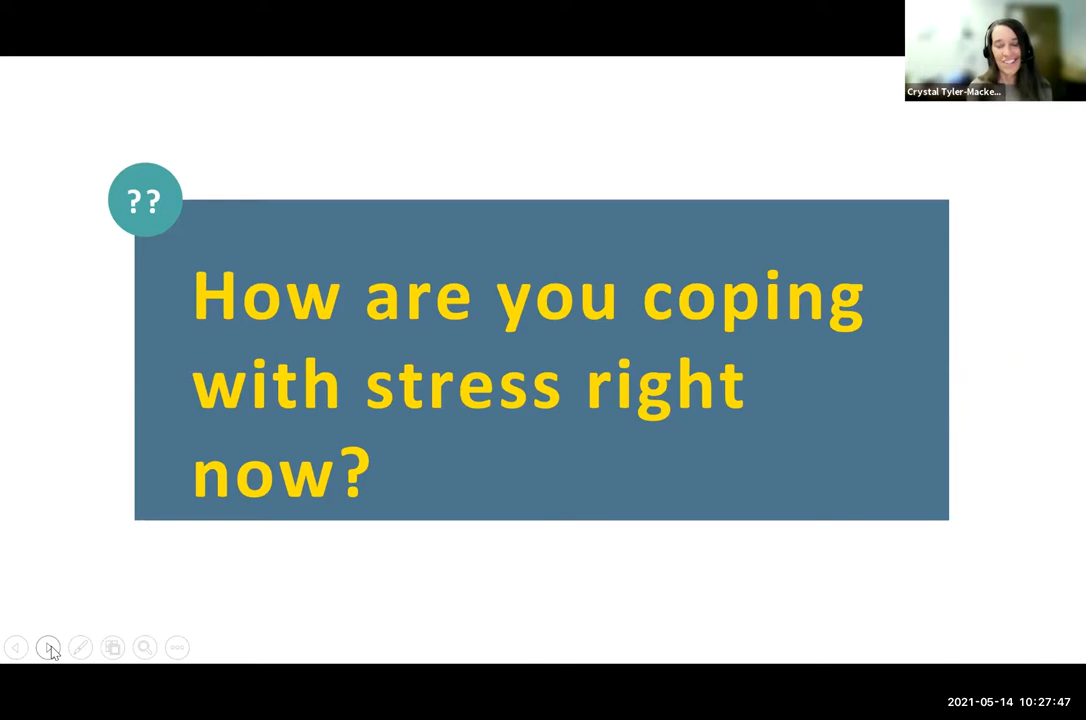 Crystal Tyler-Macke...
??
How are you coping
with stress right
now?
2021-05-14 10:27:47